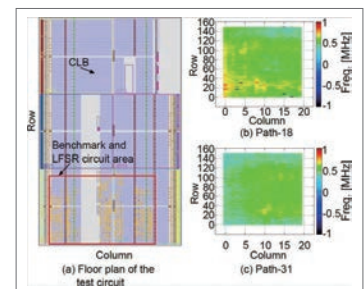 CLB
Benchmark and
LFSR circuit area
Row
Column
(a) Floor plan of the
test circuit
160
140
120
100
80
60
40
20
0
Row
0 5 10 15 20
Column
(b) Path-18
1
0.5
0
-0.5
-1
Freq. [MHz]
160
140
120
100
80
60
40
20
0
Row
0 5 10 15 20
Column
(c) Path-31
1
0.5
0
-0.5
-1
Freq. [MHz]